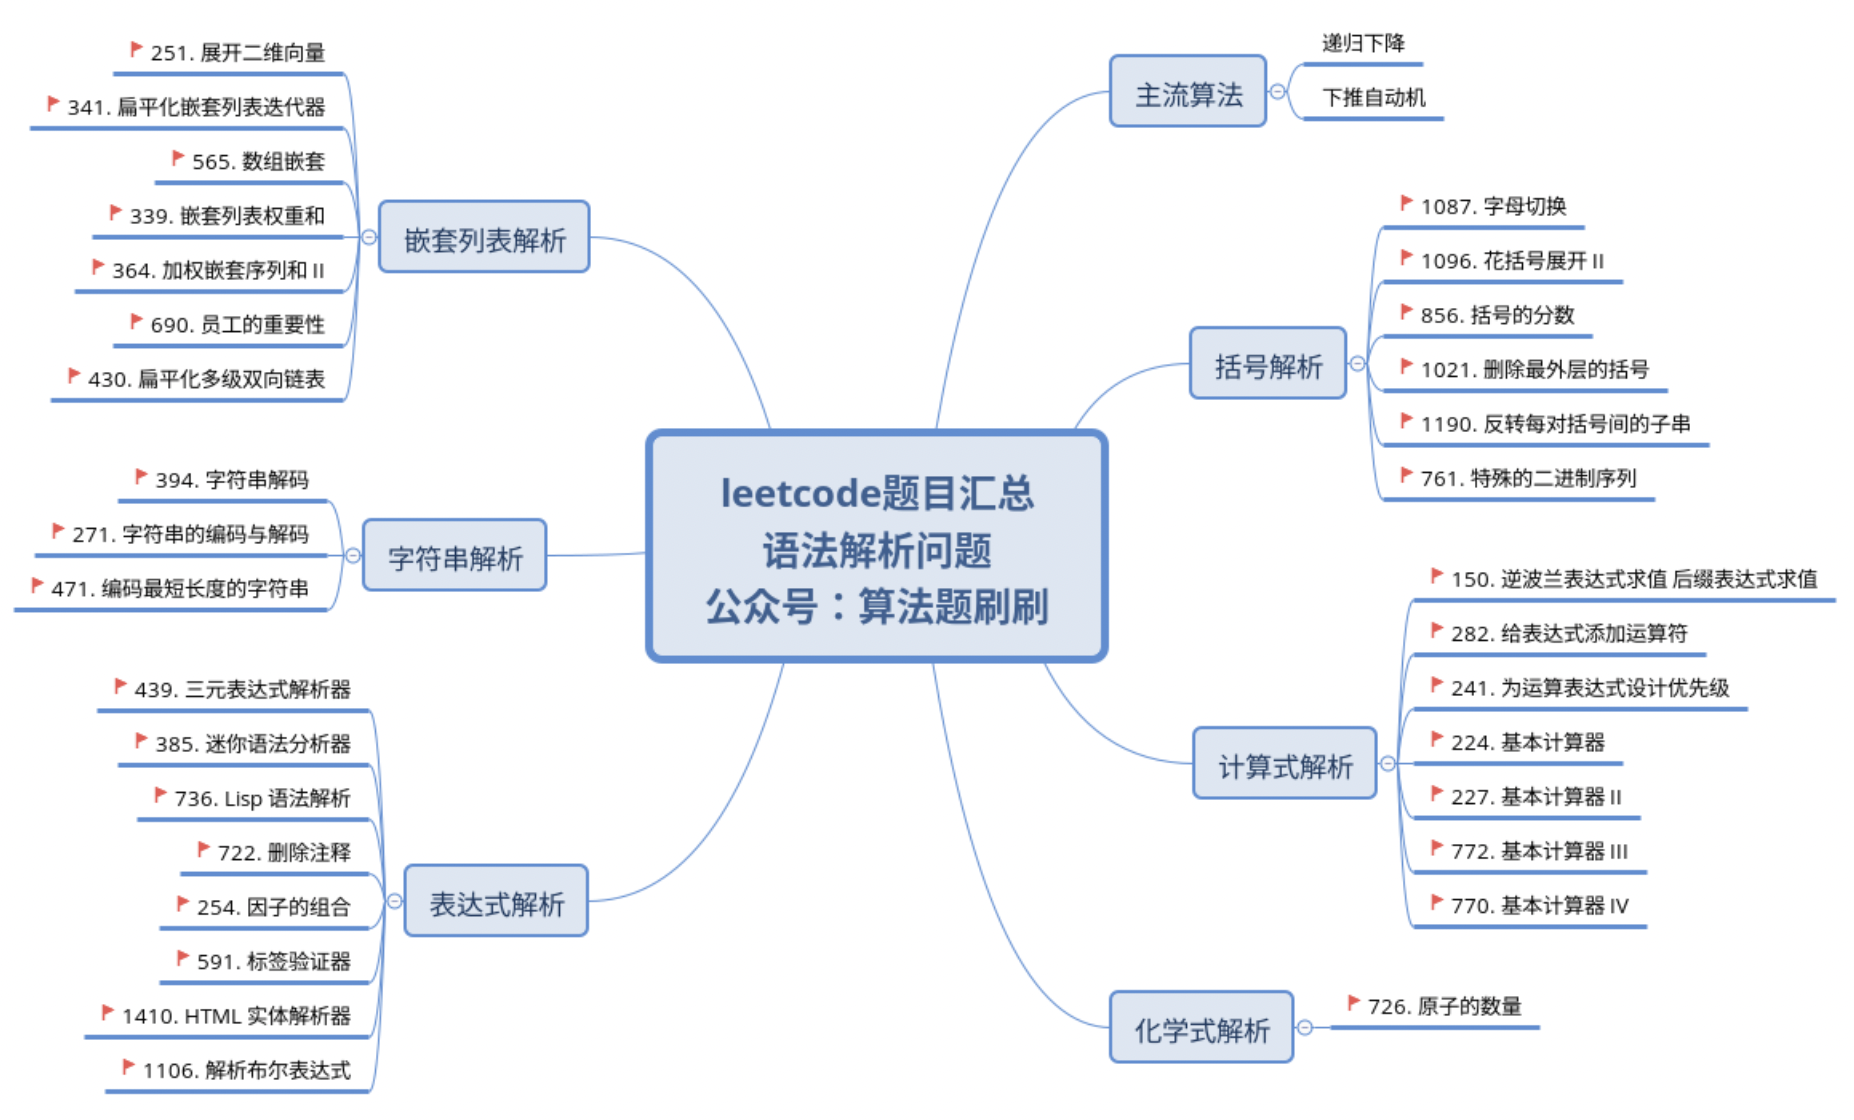 leetcode题目汇总
语法解析问题
公众号：算法题刷刷
主流算法
递归下降
下推自动机
括号解析
1087. 字母切换
1096. 花括号展开 II
856. 括号的分数
1021. 删除最外层的括号
1190. 反转每对括号间的子串
761. 特殊的二进制序列
计算式解析
150. 逆波兰表达式求值 后缀表达式求值
282. 给表达式添加运算符
241. 为运算表达式设计优先级
224. 基本计算器
227. 基本计算器 II
772. 基本计算器 III
770. 基本计算器 IV
化学式解析
726. 原子的数量
嵌套列表解析
251. 展开二维向量
341. 扁平化嵌套列表迭代器
565. 数组嵌套
339. 嵌套列表权重和
364. 加权嵌套序列和 II
690. 员工的重要性
430. 扁平化多级双向链表
字符串解析
394. 字符串解码
271. 字符串的编码与解码
471. 编码最短长度的字符串
表达式解析
439. 三元表达式解析器
385. 迷你语法分析器
736. Lisp 语法解析
722. 删除注释
254. 因子的组合
591. 标签验证器
1410. HTML 实体解析器
1106. 解析布尔表达式